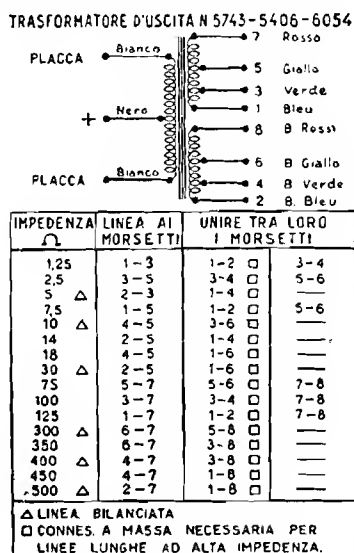 TRASFORMATORE D'USCITA N 5743-5406-6054
PLACCA Bianco 7 Rosso
5 Giallo
3 Verde
+ Nero 1 Bleu
8 B Rossi
6 B Giallo
PLACCA Bianco 4 B Verde
2 B. Bleu
IMPEDENZA Ω LINEA AI MORSETTI UNIRE TRA LORO I MORSETTI
1,25 1-3 1-2 □ 3-4
2,5 3-5 3-4 □ 5-6
5 △ 2-3 1-4 □ —
7,5 1-5 1-2 □ 5-6
10 △ 4-5 3-6 □ —
14 2-5 1-4 □ —
18 4-5 1-6 □ —
30 △ 2-5 1-6 □ —
75 5-7 5-6 □ 7-8
100 3-7 3-4 □ 7-8
125 1-7 1-2 □ 7-8
300 △ 6-7 5-8 □ —
350 6-7 3-8 □ —
400 △ 4-7 3-8 □ —
450 4-7 1-8 □ —
500 △ 2-7 1-8 □ —
△ LINEA BILANCIATA
□ CONNES. A MASSA NECESSARIA PER
LINEE LUNGHE AD ALTA IMPEDENZA.